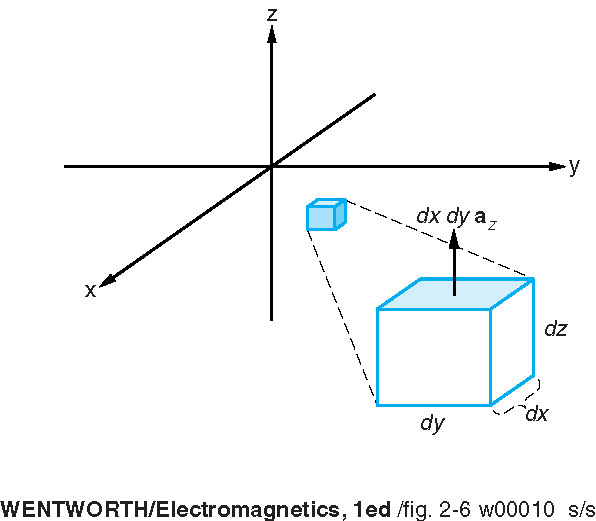 z
y
dx dy a_z
x
dz
dx
dy
WENTWORTH/Electromagnetics, 1ed /fig. 2-6 w00010 s/s